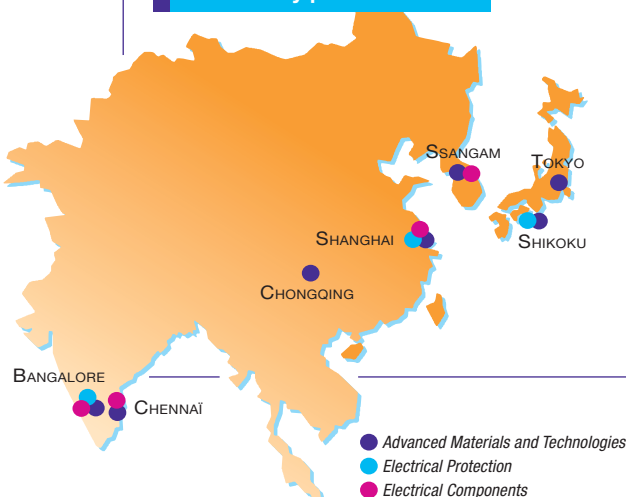 SSANGAM
TOKYO
SHANGHAI
SHIKOKU
CHONGQING
BANGALORE
CHENNAÏ
Advanced Materials and Technologies
Electrical Protection
Electrical Components